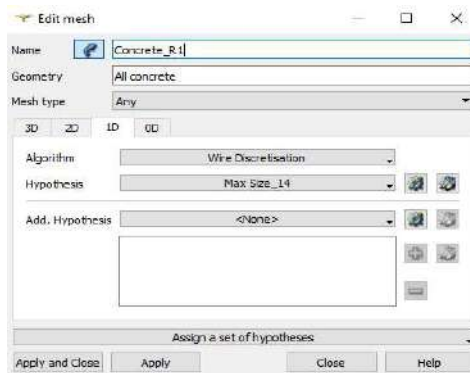 Edit mesh
Name Concrete_R1
Geometry All concrete
Mesh type Any
3D 2D 1D 0D
Algorithm Wire Discretisation
Hypothesis Max Size_14
Add. Hypothesis <None>
Assign a set of hypotheses
Apply and Close Apply Close Help